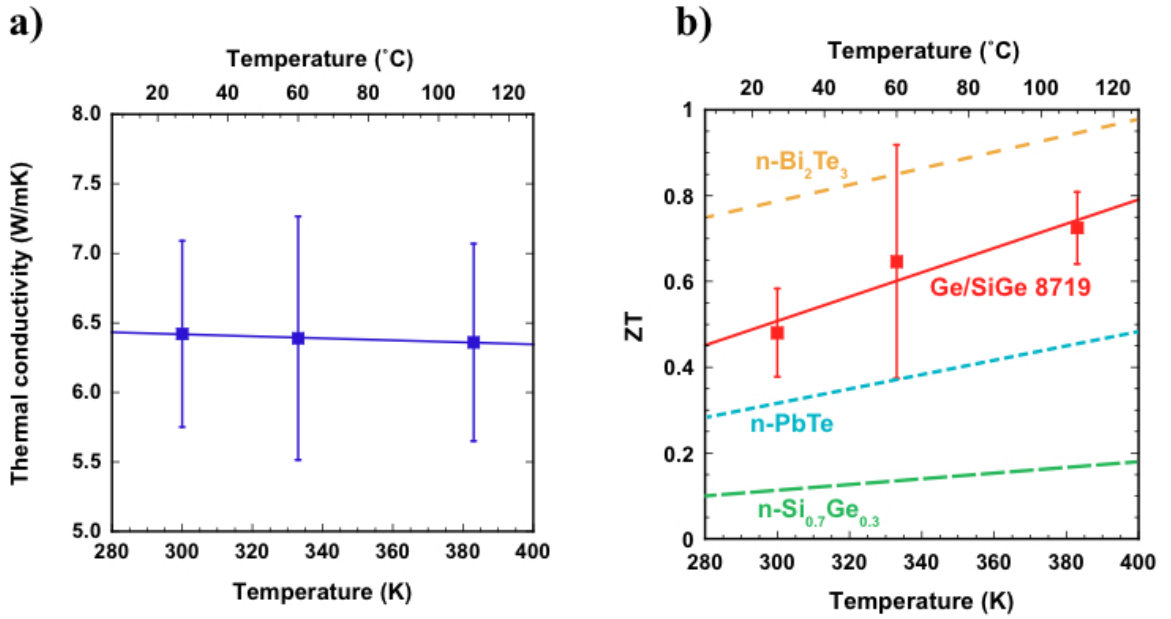 a)
Temperature (˚C)
20 40 60 80 100 120
8.0
7.5
7.0
6.5
6.0
5.5
5.0
Thermal conductivity (W/mK)
280 300 320 340 360 380 400
Temperature (K)
b)
Temperature (˚C)
20 40 60 80 100 120
1
0.8
0.6
0.4
0.2
0
ZT
n-Bi₂Te₃
Ge/SiGe 8719
n-PbTe
n-Si₀.₇Ge₀.₃
280 300 320 340 360 380 400
Temperature (K)